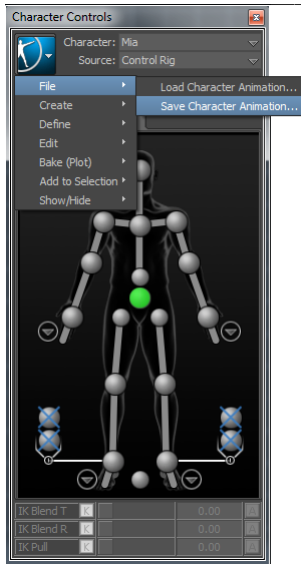 Character Controls
Character: Mia
Source: Control Rig
File
Load Character Animation...
Create
Save Character Animation...
Define
Edit
Bake (Plot)
Add to Selection
Show/Hide
IK Blend T K 0.00 A
IK Blend R K 0.00 A
IK Pull K 0.00 A